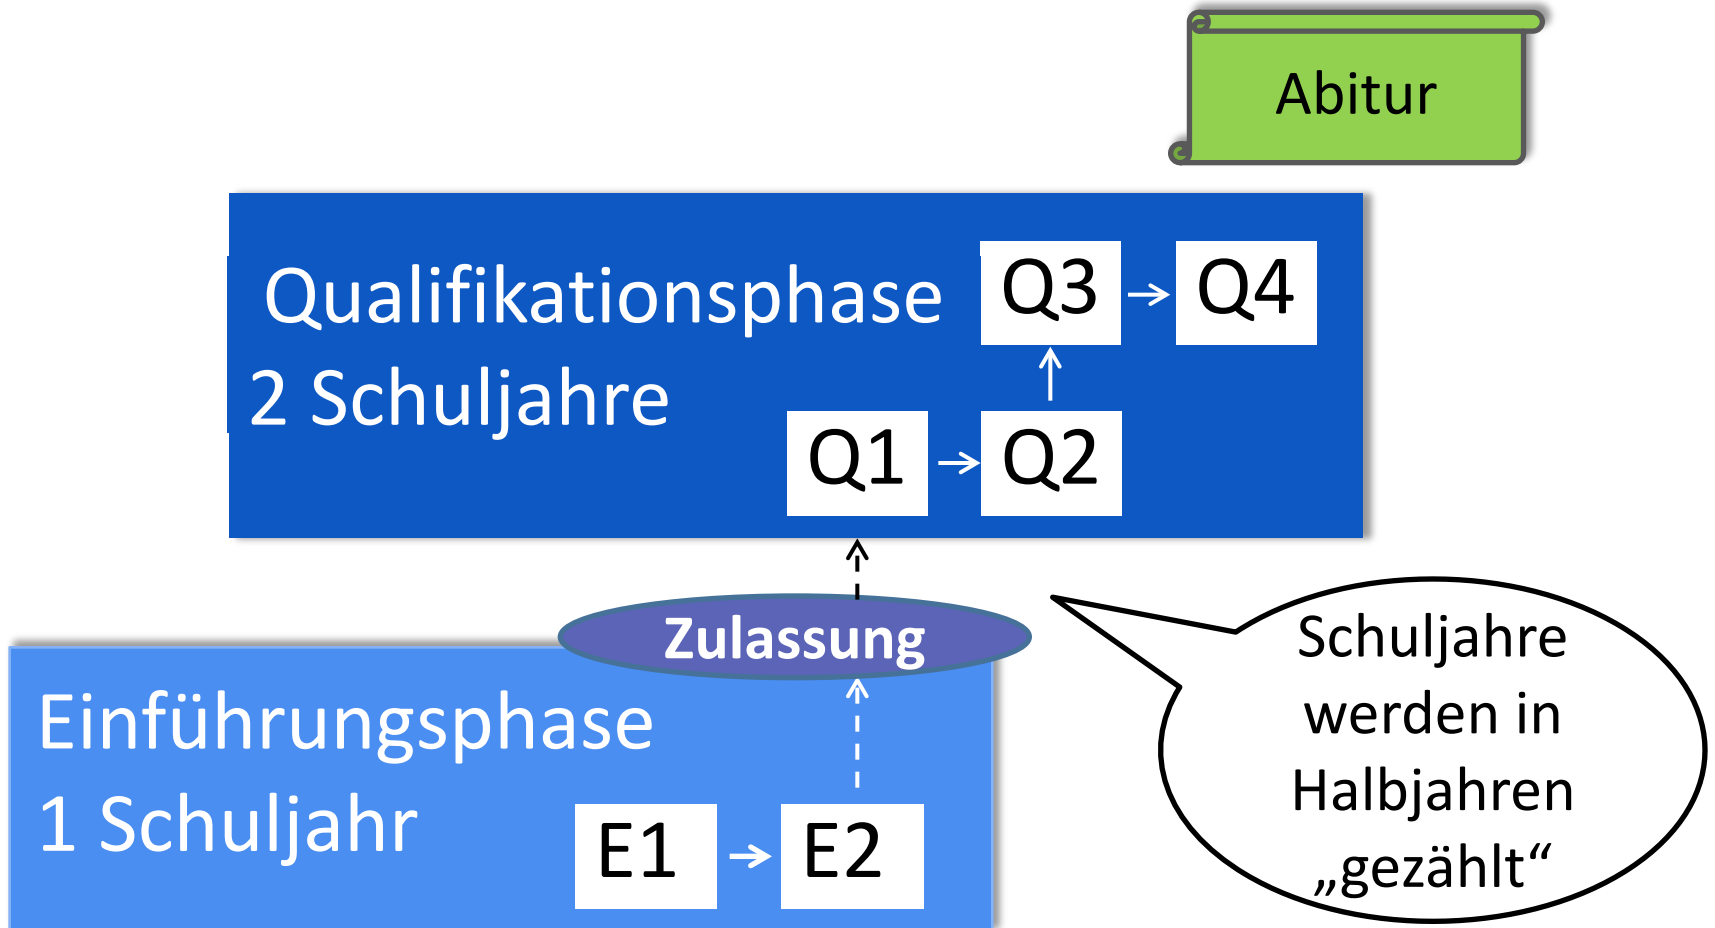 Abitur
Qualifikationsphase
2 Schuljahre
Q3
Q4
Q1
Q2
Zulassung
Einführungsphase
1 Schuljahr
E1
E2
Schuljahre
werden in
Halbjahren
„gezählt“